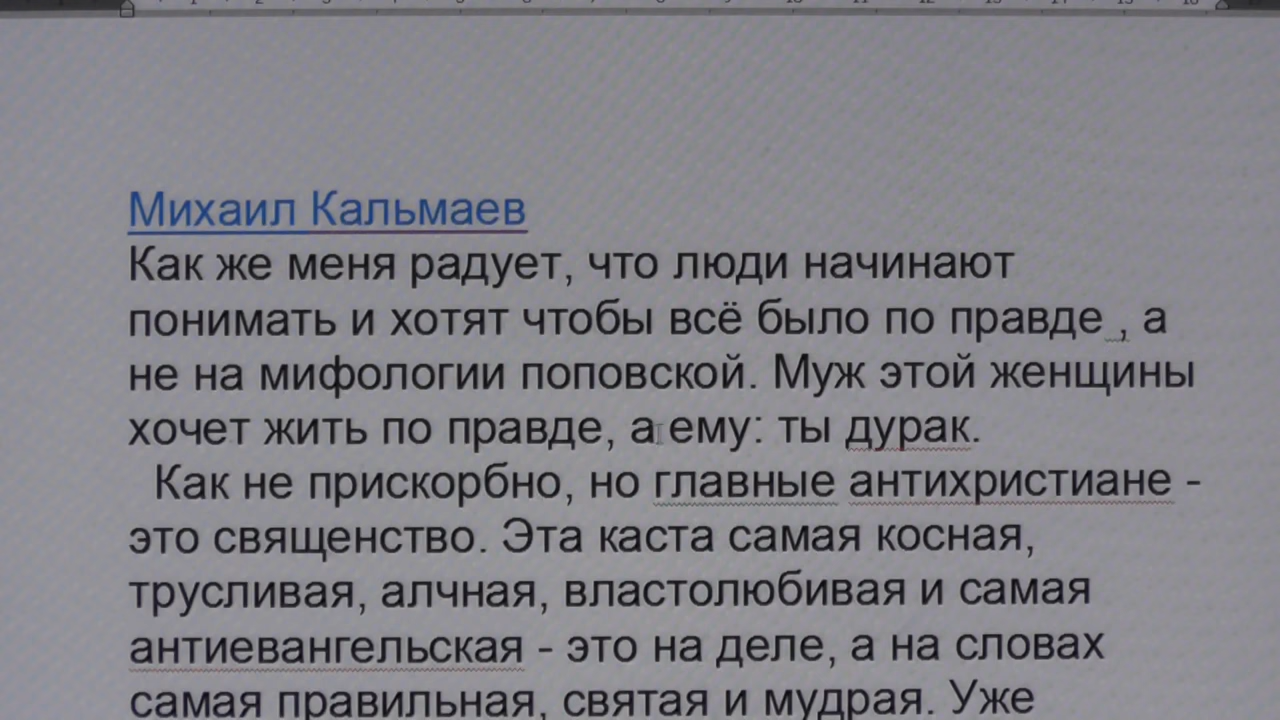 Михаил Кальмаев
Как же меня радует, что люди начинают
понимать и хотят чтобы всё было по правде , а
не на мифологии поповской. Муж этой женщины
хочет жить по правде, а ему: ты дурак.
Как не прискорбно, но главные антихристиане -
это священство. Эта каста самая косная,
трусливая, алчная, властолюбивая и самая
антиевангельская - это на деле, а на словах
самая правильная, святая и мудрая. Уже